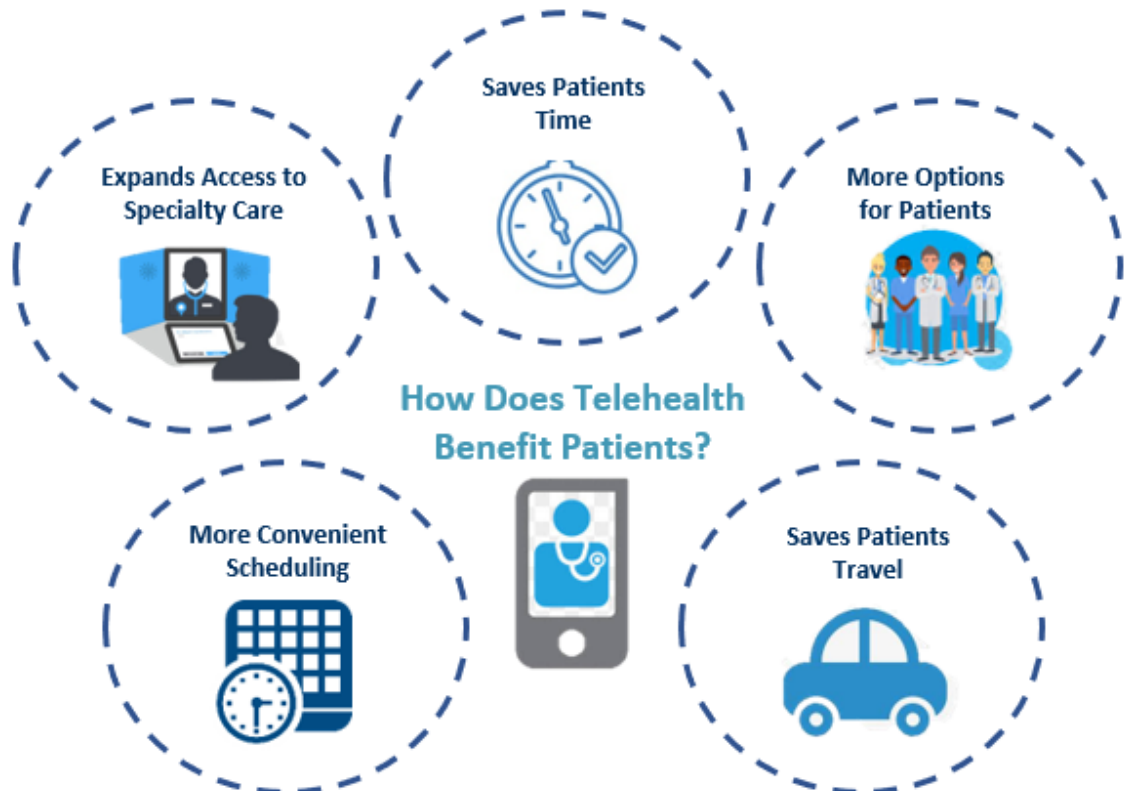 Saves Patients
Time
Expands Access to
Specialty Care
More Options
for Patients
How Does Telehealth
Benefit Patients?
More Convenient
Scheduling
Saves Patients
Travel